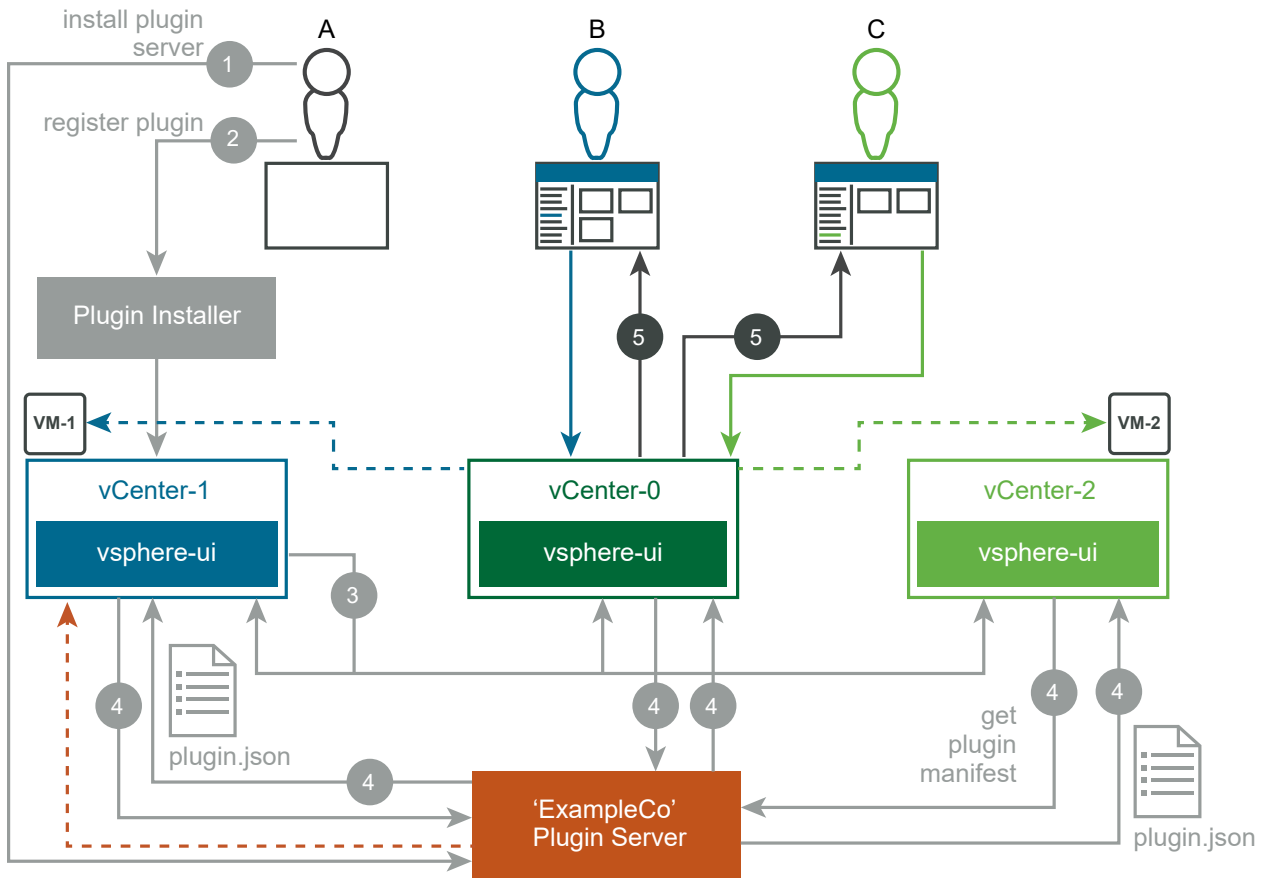 install plugin
server
A
B
C
1
register plugin
2
Plugin Installer
5
5
VM-1
VM-2
vCenter-1
vCenter-0
vCenter-2
vsphere-ui
vsphere-ui
vsphere-ui
3
4
4
4
4
4
get
plugin
manifest
plugin.json
4
'ExampleCo'
Plugin Server
plugin.json